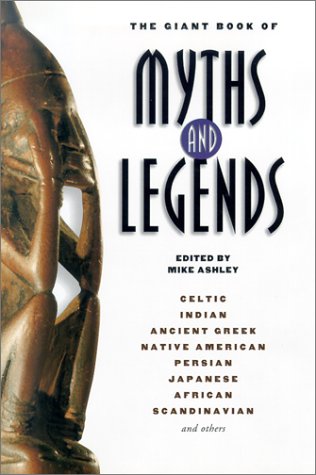 THE GIANT BOOK OF
MYTHS
AND
LEGENDS
EDITED BY
MIKE ASHLEY
CELTIC
INDIAN
ANCIENT GREEK
NATIVE AMERICAN
PERSIAN
JAPANESE
AFRICAN
SCANDINAVIAN
and others